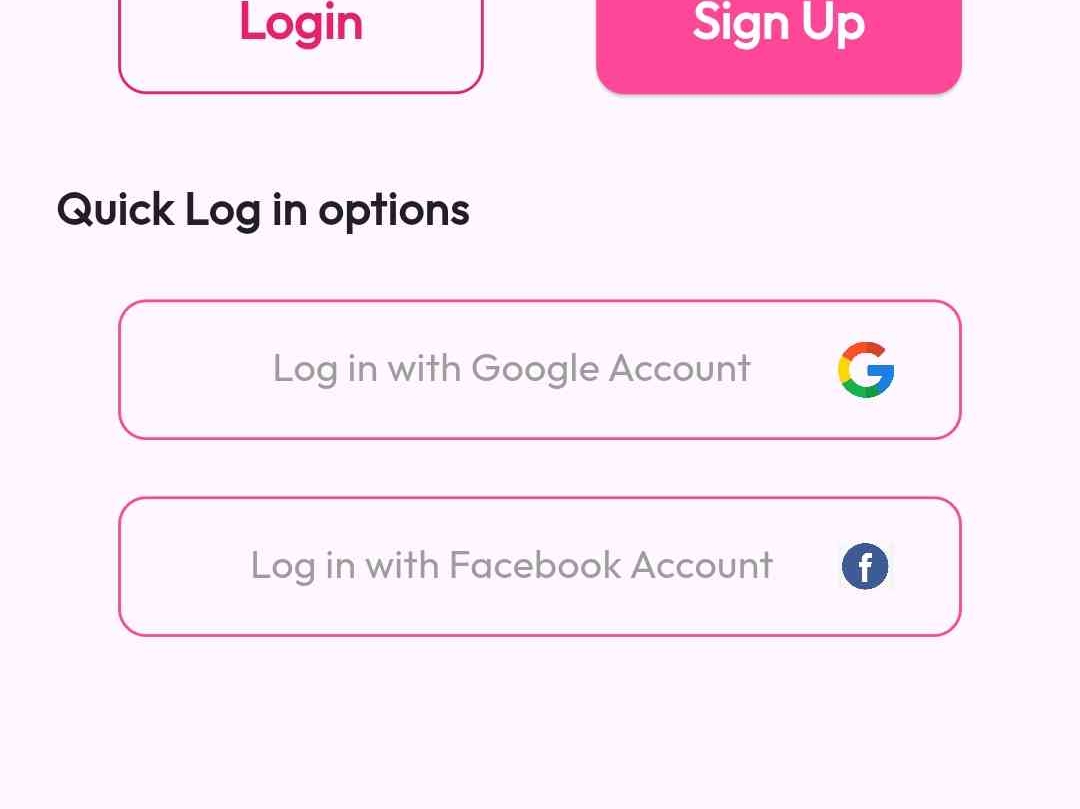 Login
Sign Up
Quick Log in options
Log in with Google Account
Log in with Facebook Account